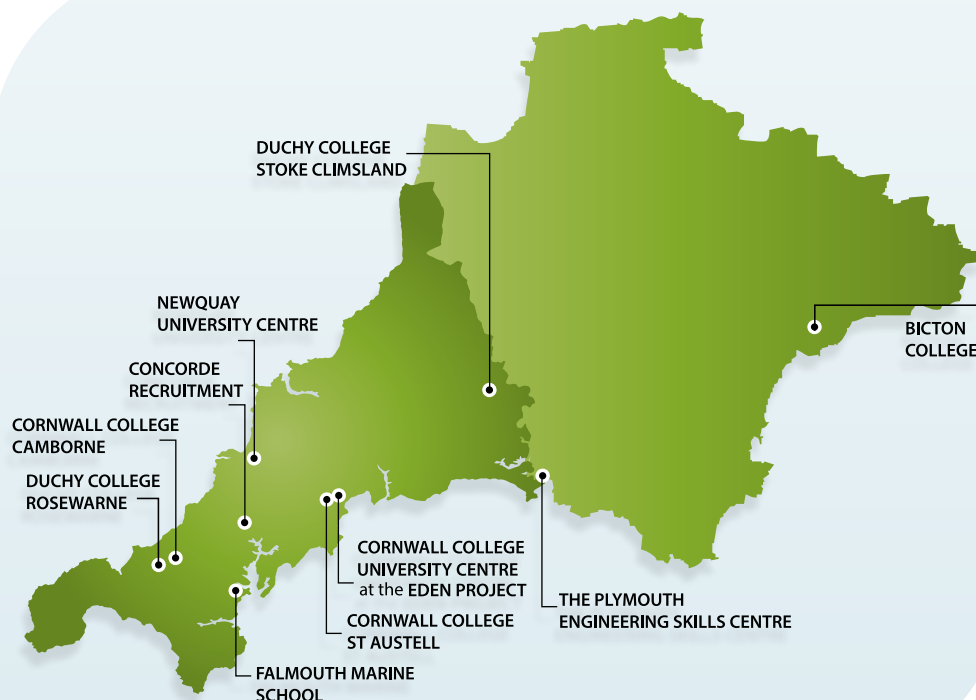 DUCHY COLLEGE
STOKE CLIMSLAND
NEWQUAY
UNIVERSITY CENTRE
BICTON
COLLEGE
CONCORDE
RECRUITMENT
CORNWALL COLLEGE
CAMBORNE
DUCHY COLLEGE
ROSEWARNE
CORNWALL COLLEGE
UNIVERSITY CENTRE
at the EDEN PROJECT
THE PLYMOUTH
ENGINEERING SKILLS CENTRE
CORNWALL COLLEGE
ST AUSTELL
FALMOUTH MARINE
SCHOOL